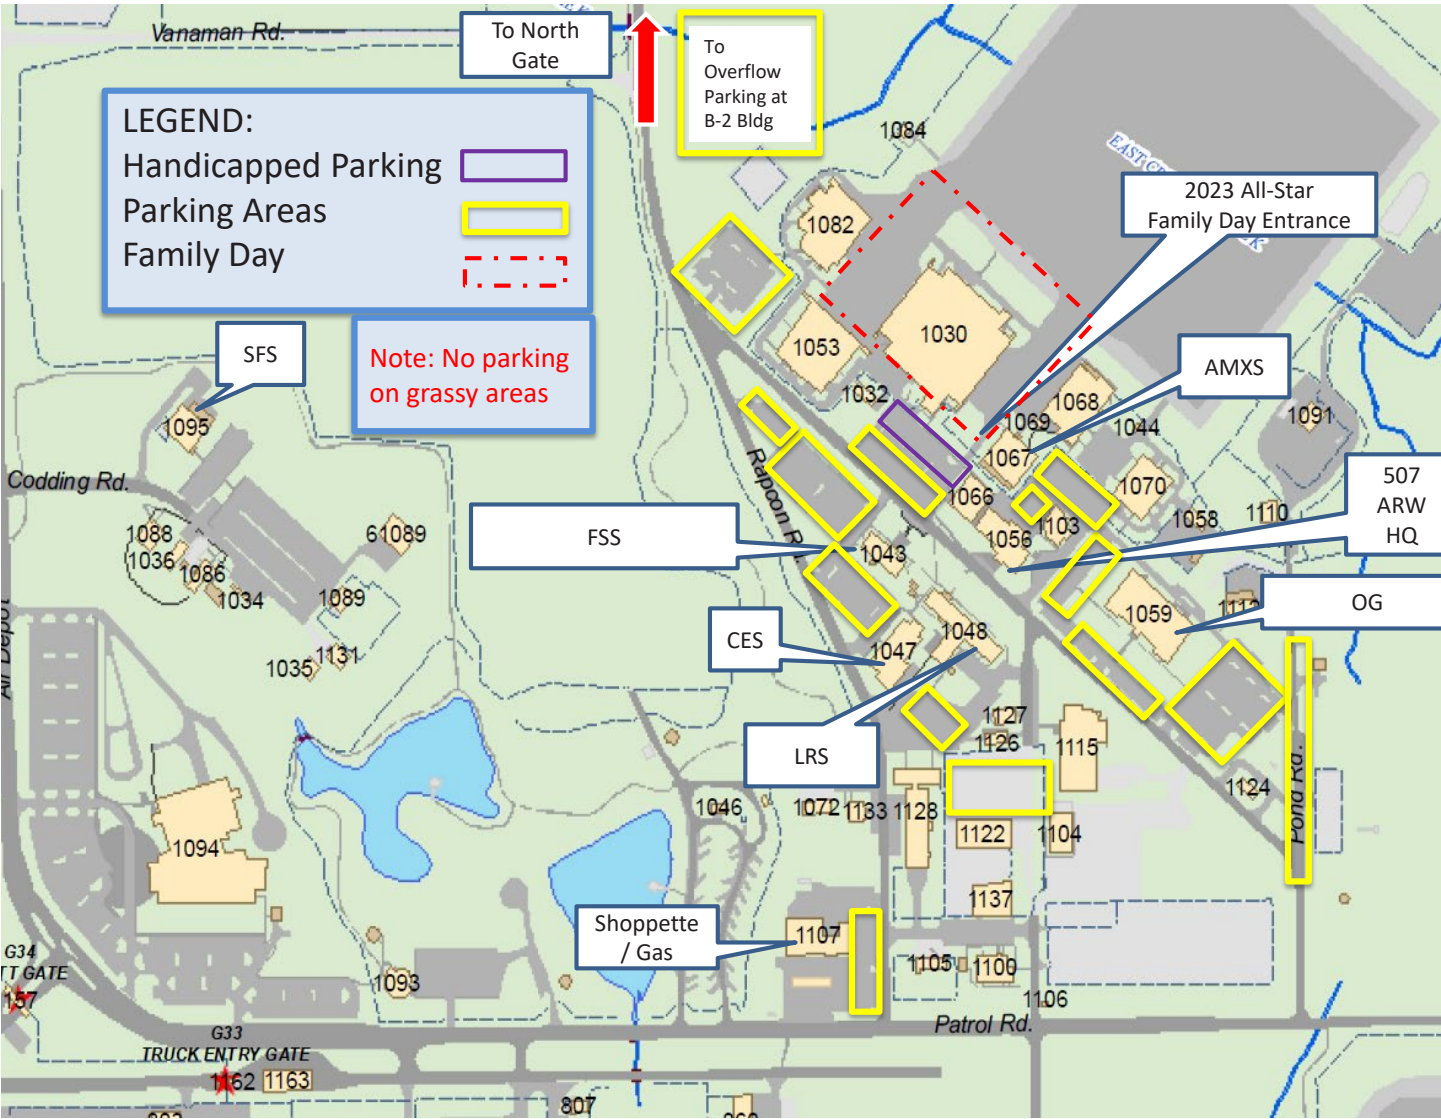 Vanaman Rd.
To North
Gate
To
Overflow
Parking at
B-2 Bldg
LEGEND:
Handicapped Parking
Parking Areas
Family Day
Note: No parking
on grassy areas
1084
2023 All-Star
Family Day Entrance
1082
1030
1053
SFS
AMXS
1032
1068
1069
1044
1091
1095
1067
Codding Rd.
Rapcon Rd.
1066
1070
507
ARW
HQ
1058
1110
1103
1056
FSS
1043
1088
1036
61089
1086
1034
1089
1059
OG
1048
CES
1047
1035
1131
1127
1126
1115
LRS
Pond Rd.
1124
1046
1072
1133
1128
1122
1104
1094
1137
Shoppette
/ Gas
1107
1105
1100
1106
1093
G34
GATE
Patrol Rd.
G33
TRUCK ENTRY GATE
1162
1163
807